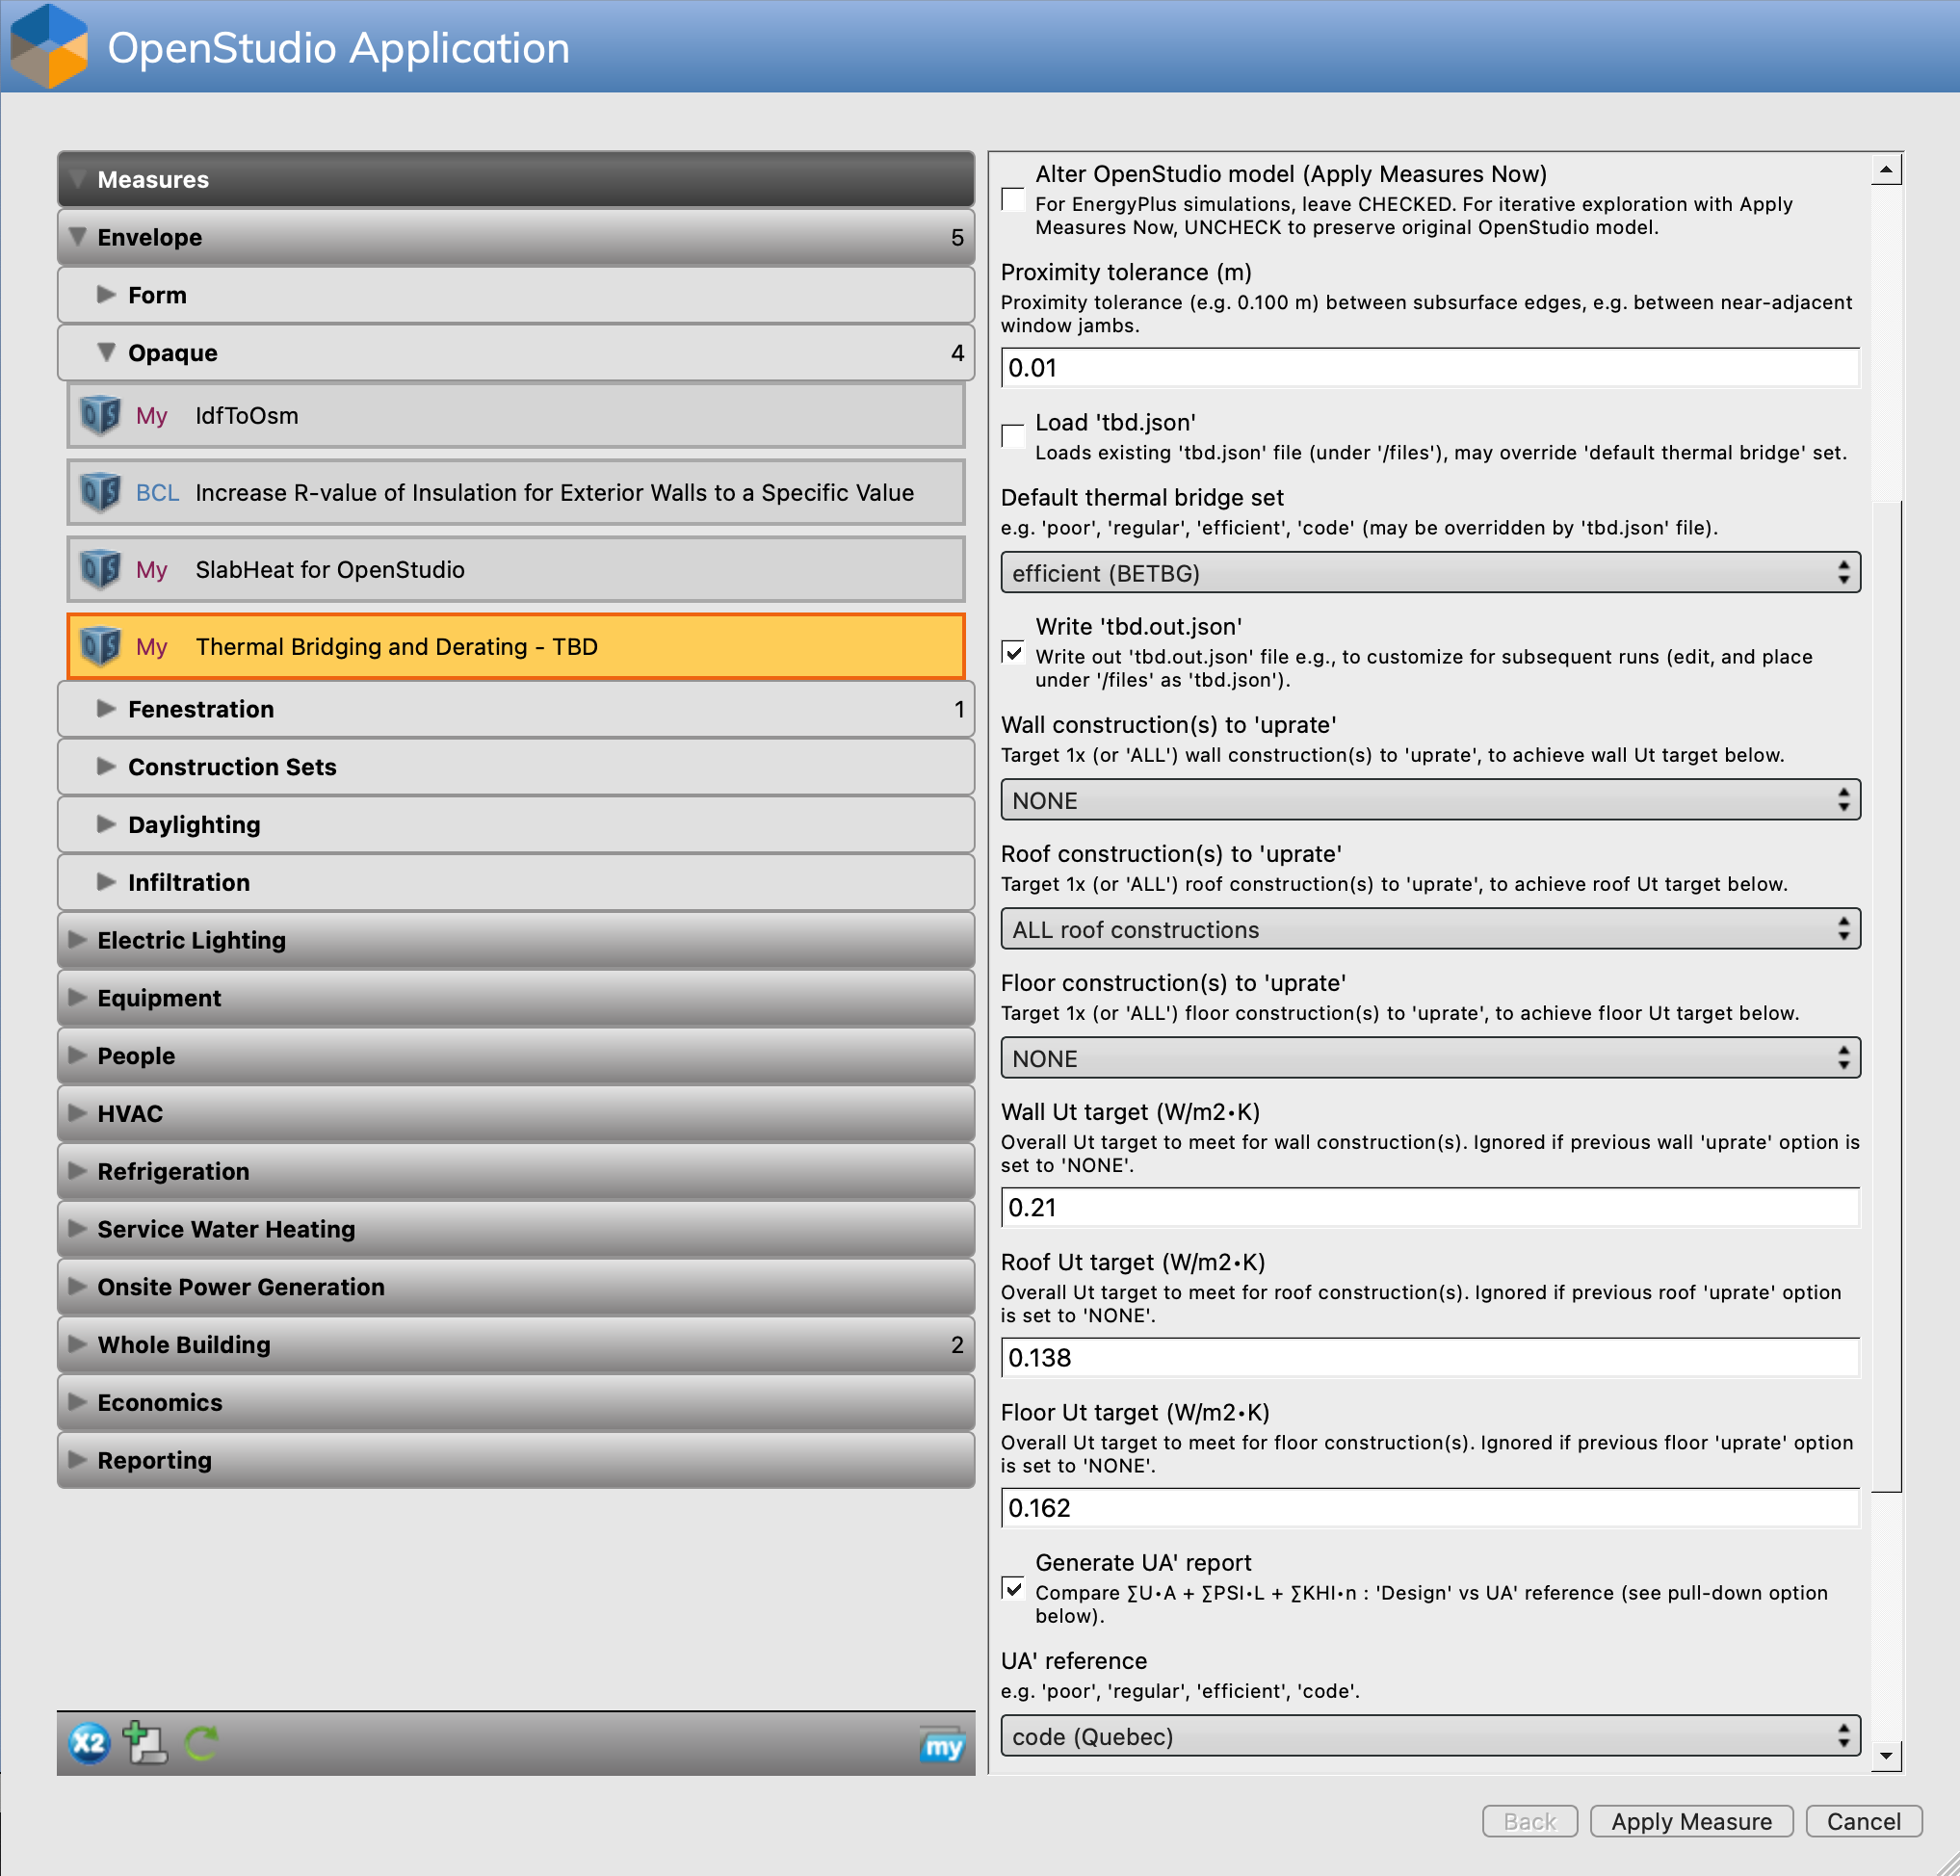 OpenStudio Application
Measures
Envelope 5
Form
Opaque 4
My IdfToOsm
BCL Increase R-value of Insulation for Exterior Walls to a Specific Value
My SlabHeat for OpenStudio
My Thermal Bridging and Derating - TBD
Fenestration 1
Construction Sets
Daylighting
Infiltration
Electric Lighting
Equipment
People
HVAC
Refrigeration
Service Water Heating
Onsite Power Generation
Whole Building 2
Economics
Reporting
X2
my
Alter OpenStudio model (Apply Measures Now)
For EnergyPlus simulations, leave CHECKED. For iterative exploration with Apply
Measures Now, UNCHECK to preserve original OpenStudio model.
Proximity tolerance (m)
Proximity tolerance (e.g. 0.100 m) between subsurface edges, e.g. between near-adjacent
window jambs.
0.01
Load 'tbd.json'
Loads existing 'tbd.json' file (under '/files'), may override 'default thermal bridge' set.
Default thermal bridge set
e.g. 'poor', 'regular', 'efficient', 'code' (may be overridden by 'tbd.json' file).
efficient (BETBG)
Write 'tbd.out.json'
Write out 'tbd.out.json' file e.g., to customize for subsequent runs (edit, and place
under '/files' as 'tbd.json').
Wall construction(s) to 'uprate'
Target 1x (or 'ALL') wall construction(s) to 'uprate', to achieve wall Ut target below.
NONE
Roof construction(s) to 'uprate'
Target 1x (or 'ALL') roof construction(s) to 'uprate', to achieve roof Ut target below.
ALL roof constructions
Floor construction(s) to 'uprate'
Target 1x (or 'ALL') floor construction(s) to 'uprate', to achieve floor Ut target below.
NONE
Wall Ut target (W/m2•K)
Overall Ut target to meet for wall construction(s). Ignored if previous wall 'uprate' option is
set to 'NONE'.
0.21
Roof Ut target (W/m2•K)
Overall Ut target to meet for roof construction(s). Ignored if previous roof 'uprate' option
is set to 'NONE'.
0.138
Floor Ut target (W/m2•K)
Overall Ut target to meet for floor construction(s). Ignored if previous floor 'uprate' option
is set to 'NONE'.
0.162
Generate UA' report
Compare ∑U•A + ∑PSI•L + ∑KHI•n : 'Design' vs UA' reference (see pull-down option
below).
UA' reference
e.g. 'poor', 'regular', 'efficient', 'code'.
code (Quebec)
Back Apply Measure Cancel